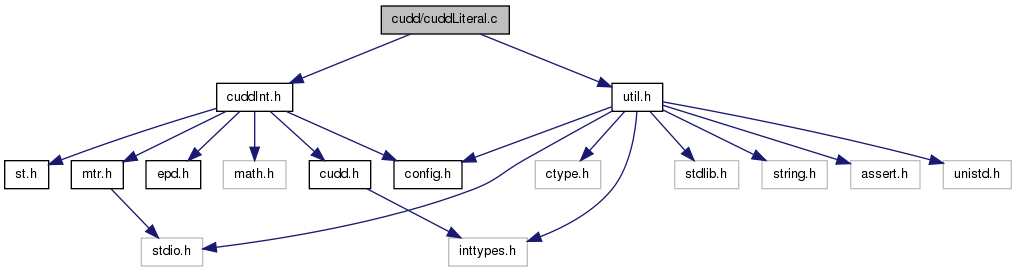 cudd/cuddLiteral.c
cuddInt.h
util.h
st.h
mtr.h
epd.h
math.h
cudd.h
config.h
ctype.h
stdlib.h
string.h
assert.h
unistd.h
stdio.h
inttypes.h